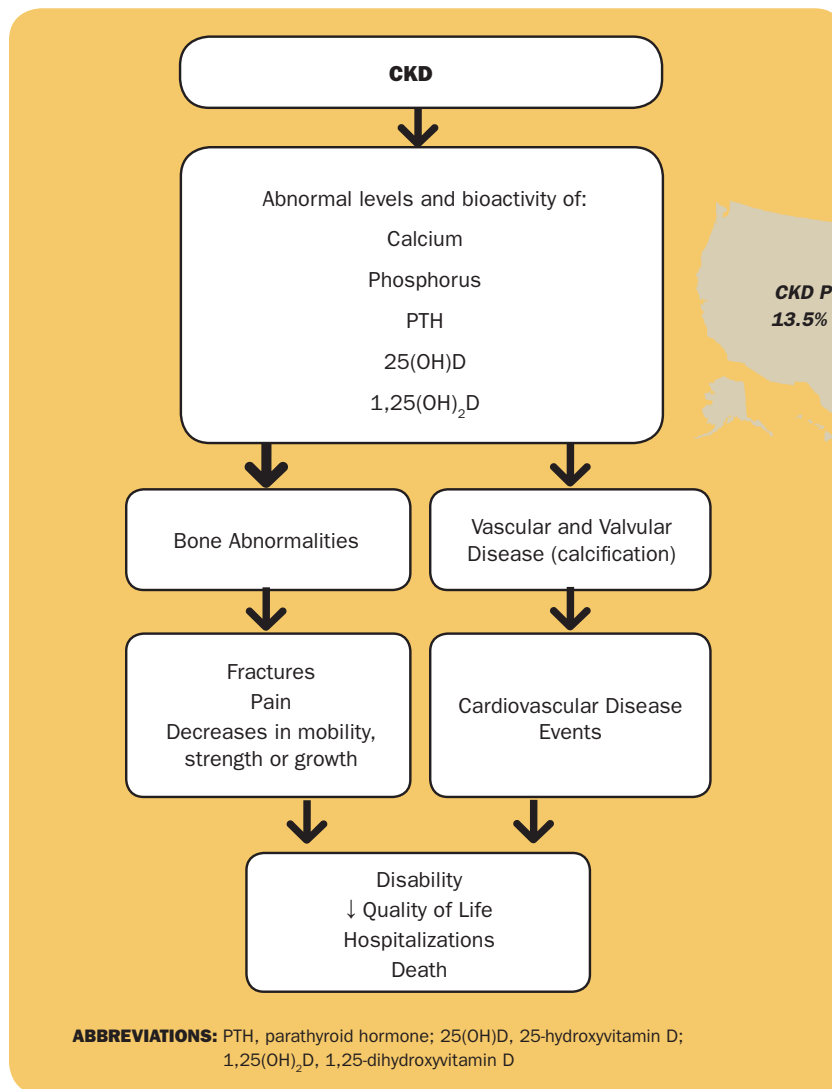 CKD
Abnormal levels and bioactivity of:
Calcium
Phosphorus
PTH
25(OH)D
1,25(OH)₂D
CKD P
13.5%
Bone Abnormalities
Vascular and Valvular
Disease (calcification)
Fractures
Pain
Decreases in mobility,
strength or growth
Cardiovascular Disease
Events
Disability
↓ Quality of Life
Hospitalizations
Death
ABBREVIATIONS: PTH, parathyroid hormone; 25(OH)D, 25-hydroxyvitamin D;
1,25(OH)₂D, 1,25-dihydroxyvitamin D